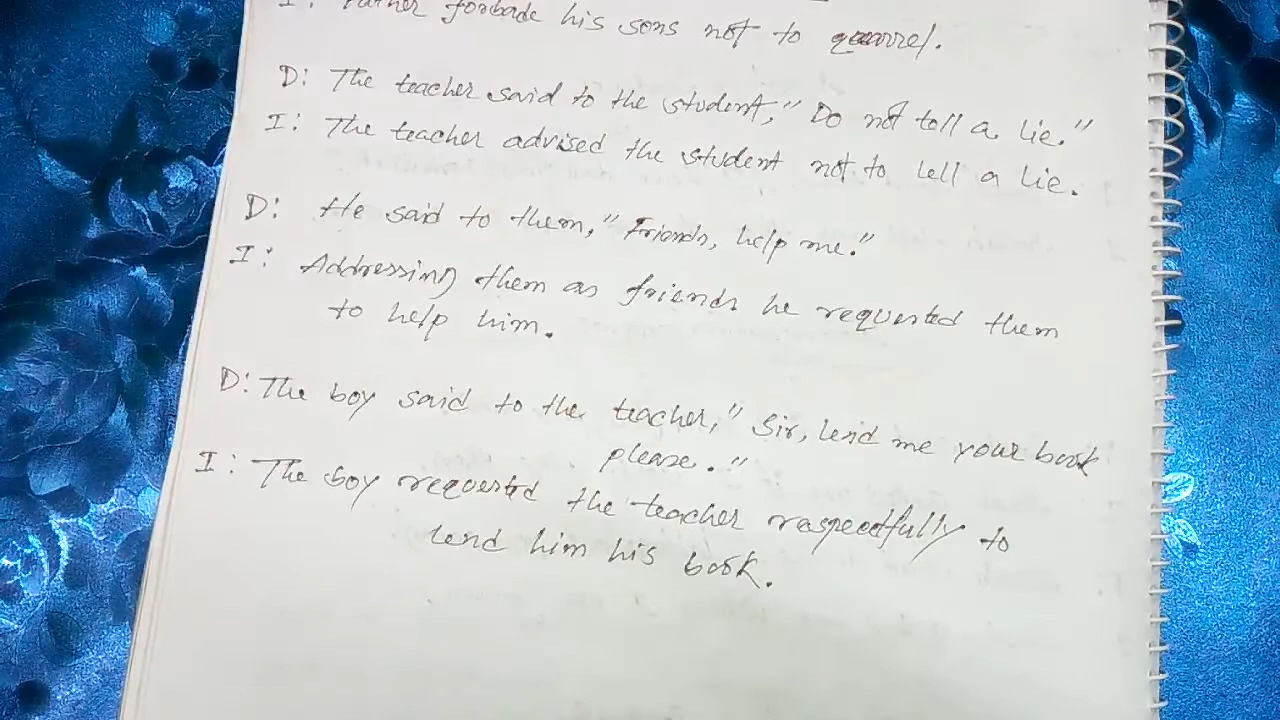 I: Father forbade his sons not to quarrel.
D: The teacher said to the student," Do not tell a lie."
I: The teacher advised the student not to tell a lie.
D: He said to them," Friends, help me."
I: Addressing them as friends he requested them
to help him.
D: The boy said to the teacher," Sir, lend me your book
please."
I: The boy requested the teacher respectfully to
lend him his book.